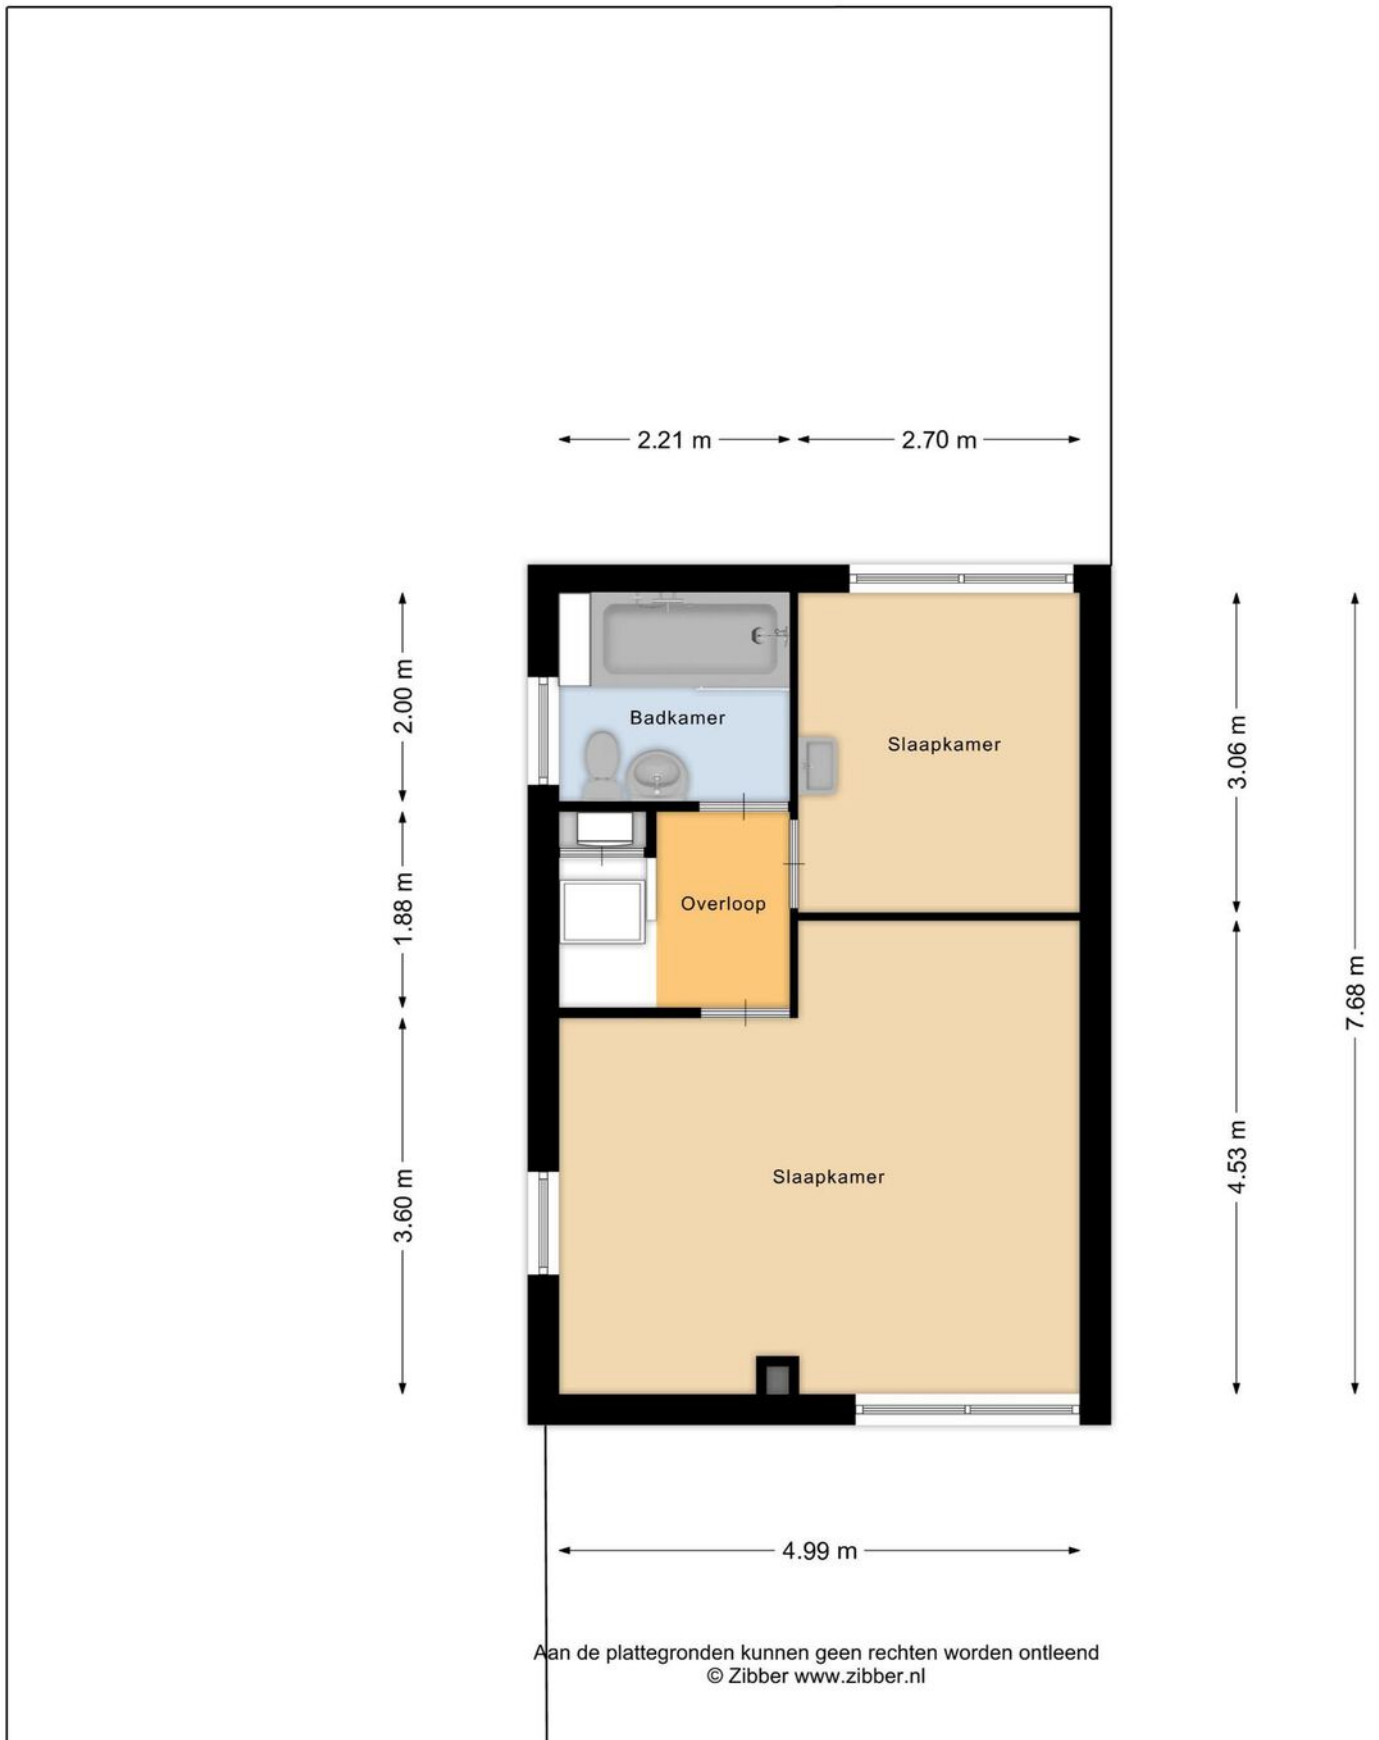 2.21 m
2.70 m
2.00 m
Badkamer
Slaapkamer
3.06 m
1.88 m
Overloop
7.68 m
4.53 m
Slaapkamer
3.60 m
4.99 m
Aan de plattegronden kunnen geen rechten worden ontleend
© Zibber www.zibber.nl